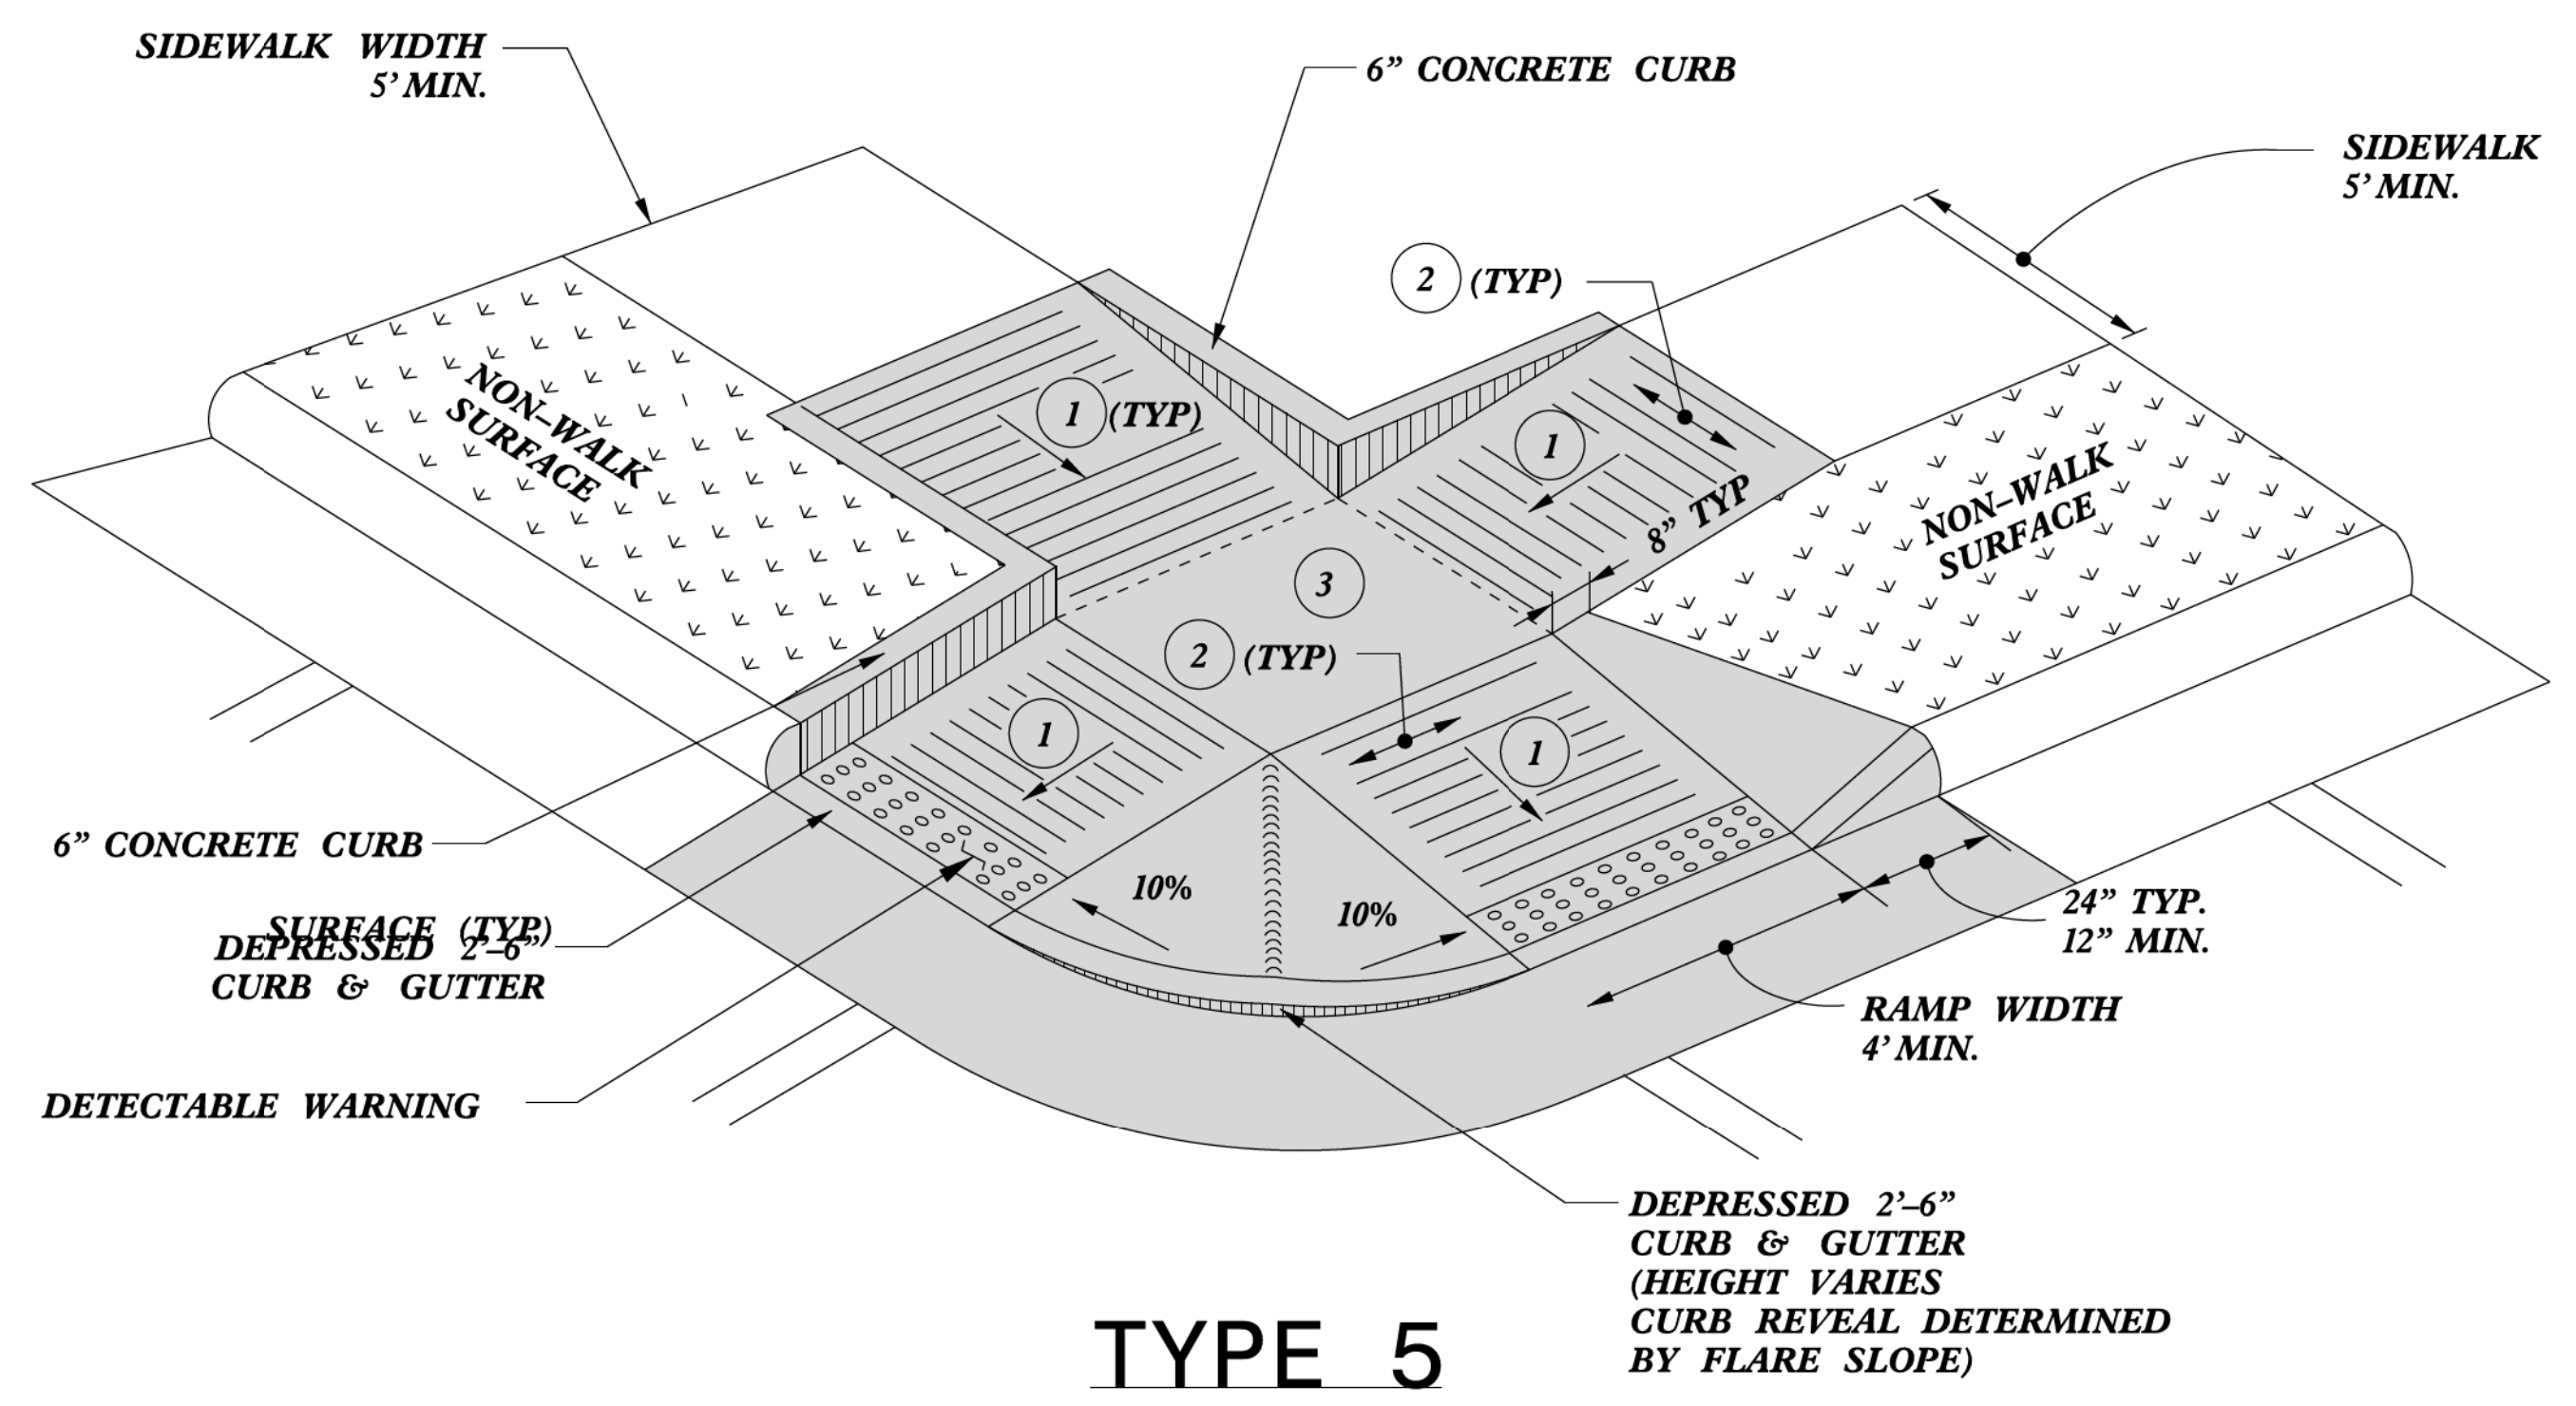 SIDEWALK WIDTH
5' MIN.
6" CONCRETE CURB
SIDEWALK
5' MIN.
2 (TYP)
1 (TYP)
1
NON-WALK
SURFACE
8" TYP
NON-WALK
SURFACE
3
2 (TYP)
1
1
6" CONCRETE CURB
10%
10%
24" TYP.
12" MIN.
SURFACE (TYP)
DEPRESSED 2'-6"
CURB & GUTTER
RAMP WIDTH
4' MIN.
DETECTABLE WARNING
DEPRESSED 2'-6"
CURB & GUTTER
(HEIGHT VARIES
CURB REVEAL DETERMINED
BY FLARE SLOPE)
TYPE 5